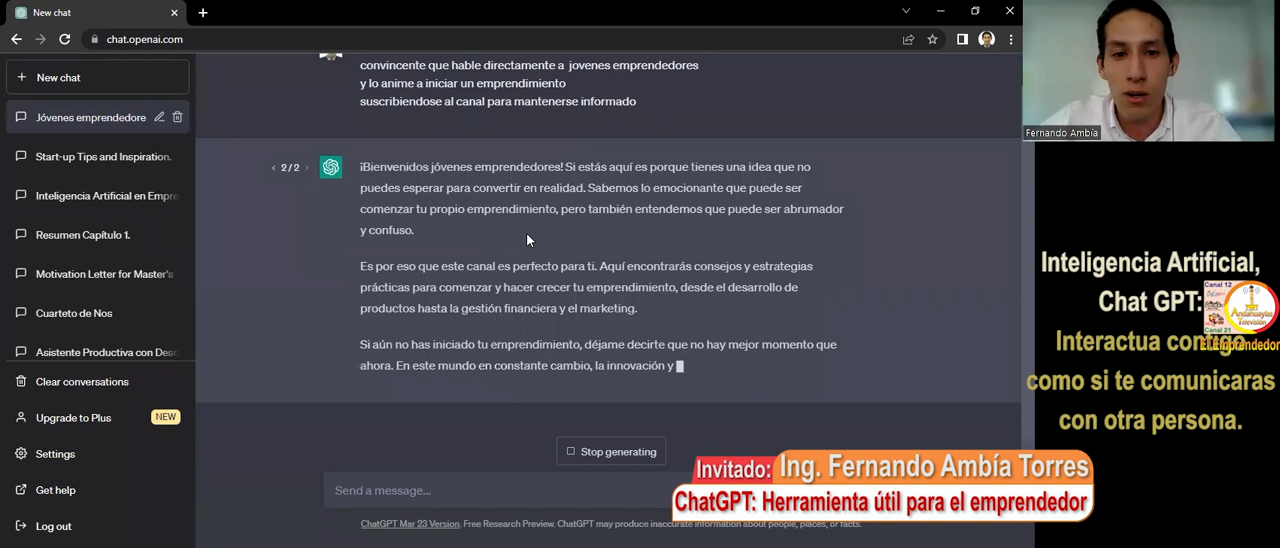 New chat
chat.openai.com
New chat
Jóvenes emprendedore
Start-up Tips and Inspiration.
Inteligencia Artificial en Empre
Resumen Capítulo 1.
Motivation Letter for Master's
Cuarteto de Nos
Asistente Productiva con Desc
Clear conversations
Upgrade to Plus
NEW
Settings
Get help
Log out
convincente que hable directamente a jovenes emprendedores
y lo anime a iniciar un emprendimiento
suscribiendose al canal para mantenerse informado
2/2
¡Bienvenidos jóvenes emprendedores! Si estás aquí es porque tienes una idea que no
puedes esperar para convertir en realidad. Sabemos lo emocionante que puede ser
comenzar tu propio emprendimiento, pero también entendemos que puede ser abrumador
y confuso.
Es por eso que este canal es perfecto para ti. Aquí encontrarás consejos y estrategias
prácticas para comenzar y hacer crecer tu emprendimiento, desde el desarrollo de
productos hasta la gestión financiera y el marketing.
Si aún no has iniciado tu emprendimiento, déjame decirte que no hay mejor momento que
ahora. En este mundo en constante cambio, la innovación y
Stop generating
Send a message...
ChatGPT Mar 23 Version. Free Research Preview. ChatGPT may produce inaccurate information about people, places, or facts.
Fernando Ambía
Inteligencia Artificial,
Chat GPT:
Interactua contigo
como si te comunicaras
con otra persona.
Canal 12
Canal 21
Andahuaylas
Televisión
El Emprendedor
Invitado: Ing. Fernando Ambía Torres
ChatGPT: Herramienta útil para el emprendedor